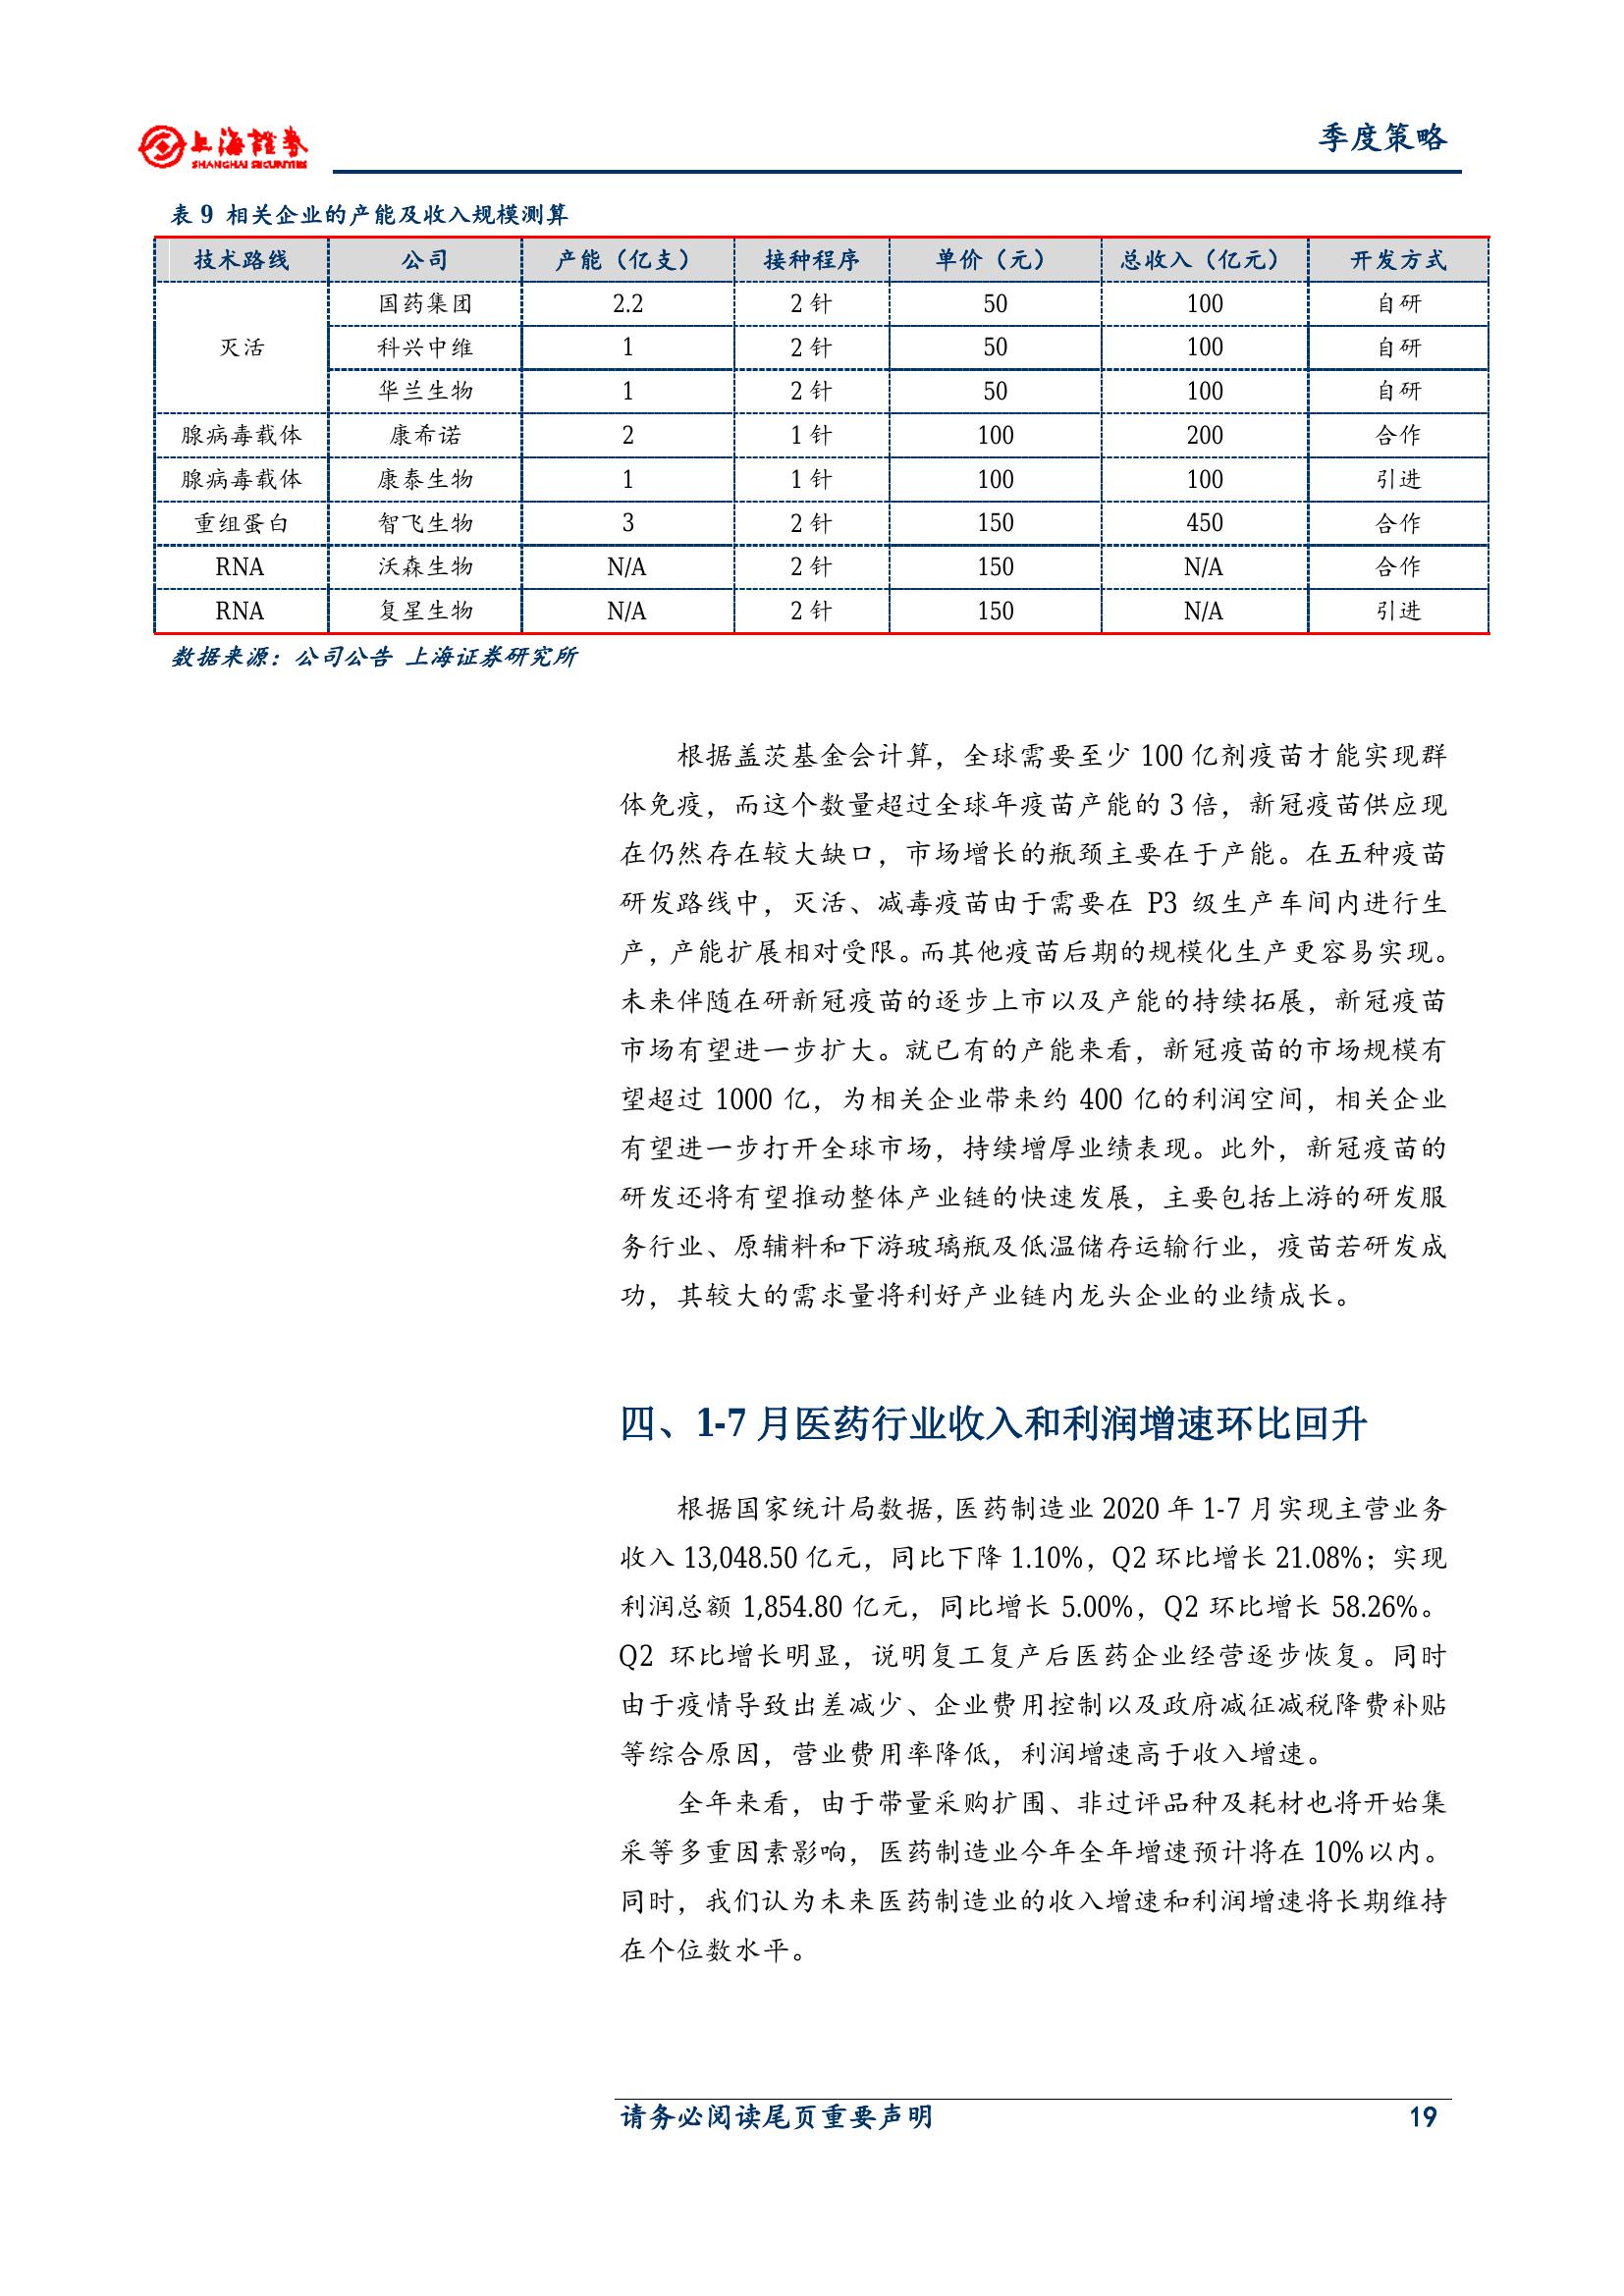 上海證券
SHANGHAI SECURITIES
季度策略
表 9 相关企业的产能及收入规模测算
技术路线 公司 产能（亿支） 接种程序 单价（元） 总收入（亿元） 开发方式
灭活 国药集团 2.2 2 针 50 100 自研
科兴中维 1 2 针 50 100 自研
华兰生物 1 2 针 50 100 自研
腺病毒载体 康希诺 2 1 针 100 200 合作
腺病毒载体 康泰生物 1 1 针 100 100 引进
重组蛋白 智飞生物 3 2 针 150 450 合作
RNA 沃森生物 N/A 2 针 150 N/A 合作
RNA 复星生物 N/A 2 针 150 N/A 引进
数据来源：公司公告 上海证券研究所
根据盖茨基金会计算，全球需要至少 100 亿剂疫苗才能实现群
体免疫，而这个数量超过全球年疫苗产能的 3 倍，新冠疫苗供应现
在仍然存在较大缺口，市场增长的瓶颈主要在于产能。在五种疫苗
研发路线中，灭活、减毒疫苗由于需要在 P3 级生产车间内进行生
产，产能扩展相对受限。而其他疫苗后期的规模化生产更容易实现。
未来伴随在研新冠疫苗的逐步上市以及产能的持续拓展，新冠疫苗
市场有望进一步扩大。就已有的产能来看，新冠疫苗的市场规模有
望超过 1000 亿，为相关企业带来约 400 亿的利润空间，相关企业
有望进一步打开全球市场，持续增厚业绩表现。此外，新冠疫苗的
研发还将有望推动整体产业链的快速发展，主要包括上游的研发服
务行业、原辅料和下游玻璃瓶及低温储存运输行业，疫苗若研发成
功，其较大的需求量将利好产业链内龙头企业的业绩成长。
四、1-7 月医药行业收入和利润增速环比回升
根据国家统计局数据，医药制造业 2020 年 1-7 月实现主营业务
收入 13,048.50 亿元，同比下降 1.10%，Q2 环比增长 21.08%；实现
利润总额 1,854.80 亿元，同比增长 5.00%，Q2 环比增长 58.26%。
Q2 环比增长明显，说明复工复产后医药企业经营逐步恢复。同时
由于疫情导致出差减少、企业费用控制以及政府减征减税降费补贴
等综合原因，营业费用率降低，利润增速高于收入增速。
全年来看，由于带量采购扩围、非过评品种及耗材也将开始集
采等多重因素影响，医药制造业今年全年增速预计将在 10%以内。
同时，我们认为未来医药制造业的收入增速和利润增速将长期维持
在个位数水平。
请务必阅读尾页重要声明 19